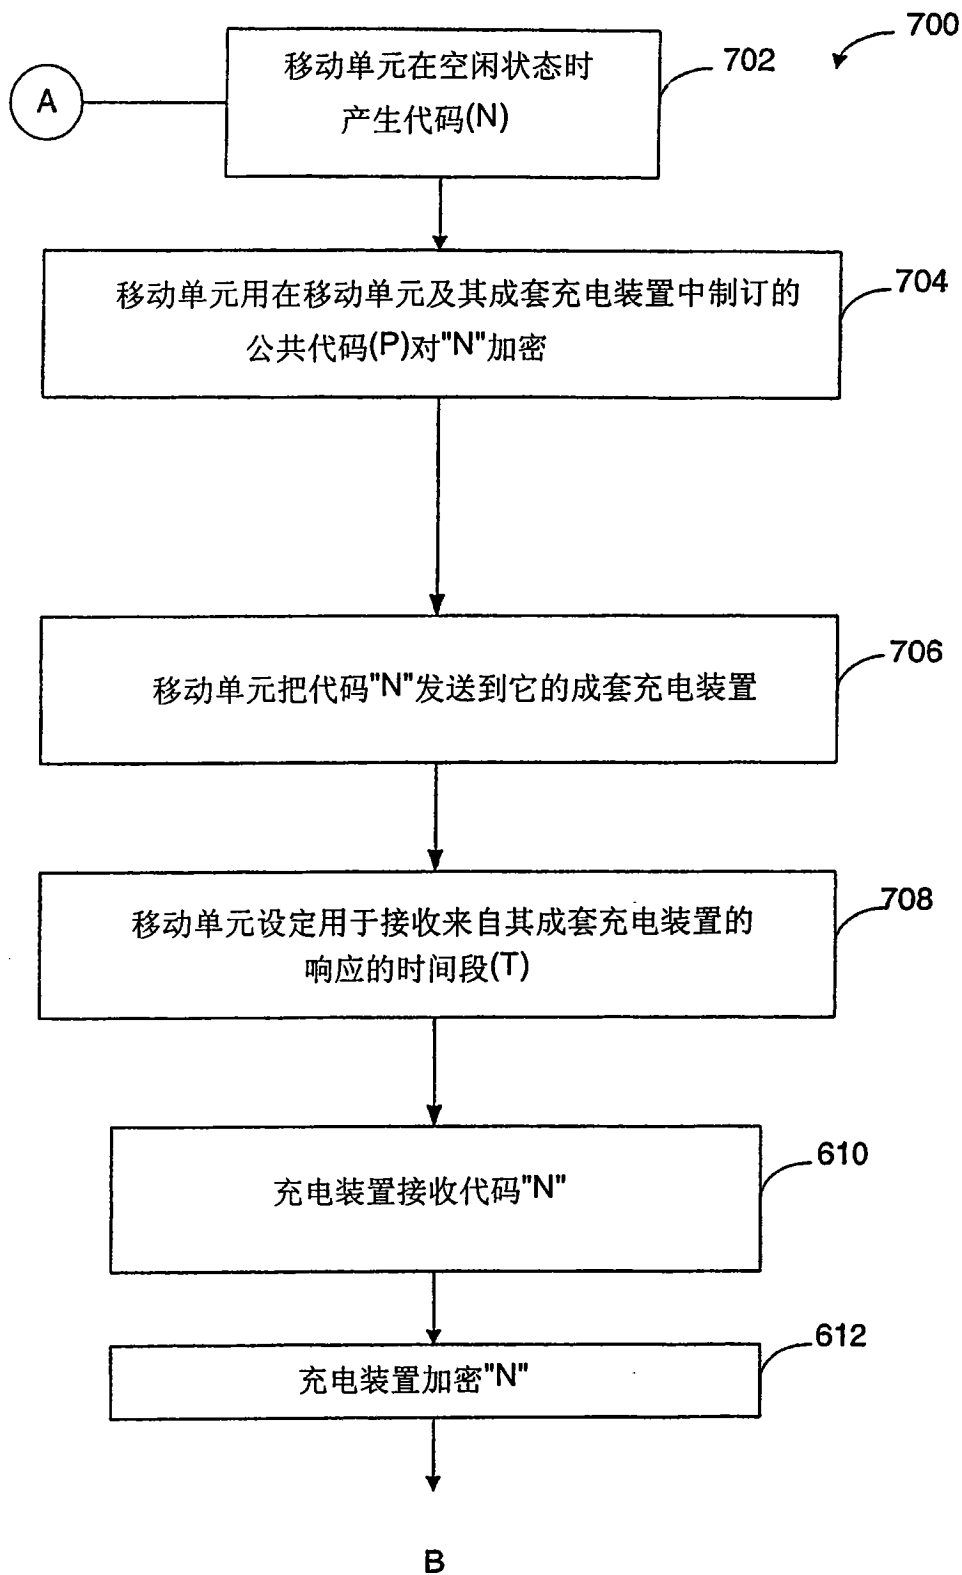 700
A
移动单元在空闲状态时
产生代码(N)
702
移动单元用在移动单元及其成套充电装置中制订的
公共代码(P)对"N"加密
704
移动单元把代码"N"发送到它的成套充电装置
706
移动单元设定用于接收来自其成套充电装置的
响应的时间段(T)
708
充电装置接收代码"N"
610
充电装置加密"N"
612
B